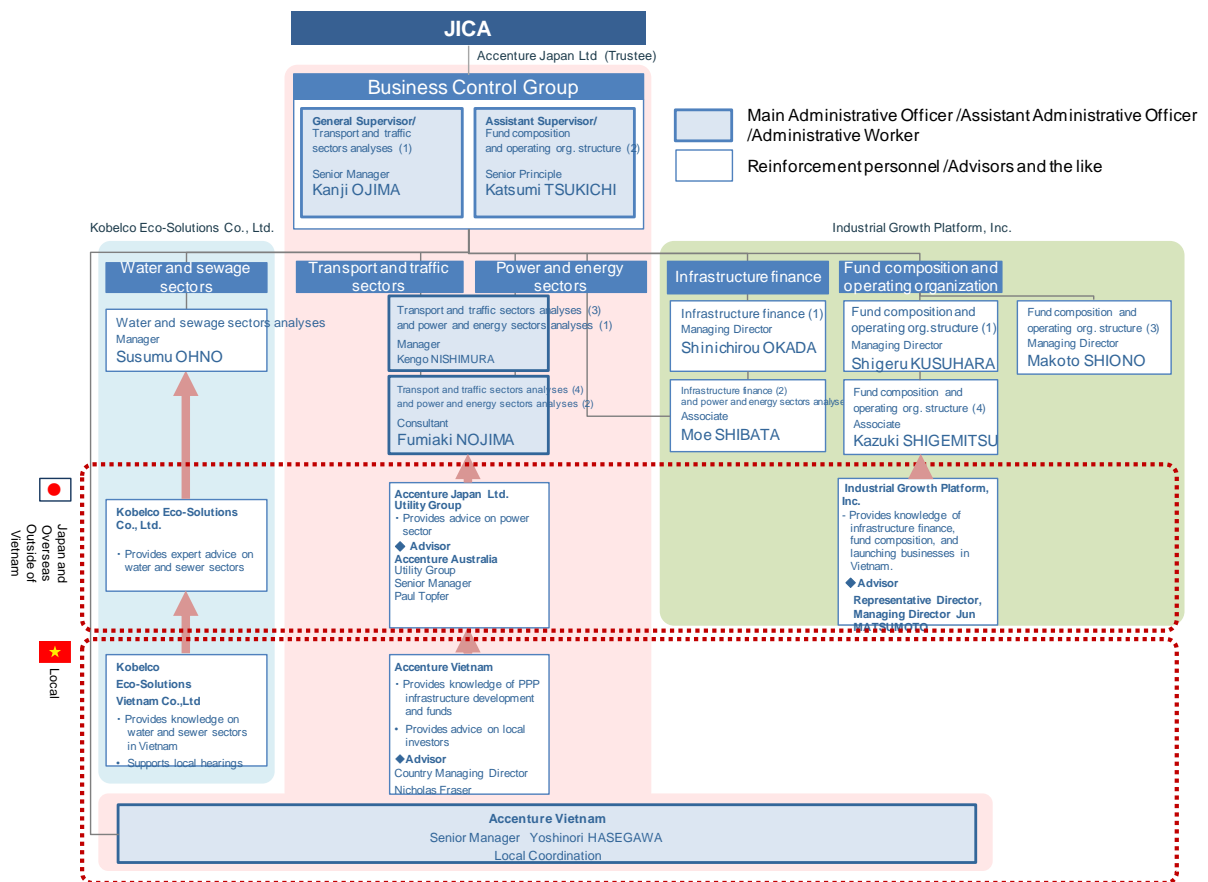 JICA
Accenture Japan Ltd (Trustee)
Business Control Group
General Supervisor/
Transport and traffic
sectors analyses (1)
Senior Manager
Kanji OJIMA
Assistant Supervisor/
Fund composition
and operating org. structure (2)
Senior Principle
Katsumi TSUKICHI
Main Administrative Officer /Assistant Administrative Officer
/Administrative Worker
Reinforcement personnel /Advisors and the like
Kobelco Eco-Solutions Co., Ltd.
Industrial Growth Platform, Inc.
Water and sewage
sectors
Transport and traffic
sectors
Power and energy
sectors
Infrastructure finance
Fund composition and
operating organization
Water and sewage sectors analyses
Manager
Susumu OHNO
Transport and traffic sectors analyses (3)
and power and energy sectors analyses (1)
Manager
Kengo NISHIMURA
Transport and traffic sectors analyses (4)
and power and energy sectors analyses (2)
Consultant
Fumiaki NOJIMA
Infrastructure finance (1)
Managing Director
Shinichirou OKADA
Infrastructure finance (2)
and power and energy sectors analyse
Associate
Moe SHIBATA
Fund composition and
operating org. structure (1)
Managing Director
Shigeru KUSUHARA
Fund composition and
operating org. structure (4)
Associate
Kazuki SHIGEMITSU
Fund composition and
operating org. structure (3)
Managing Director
Makoto SHIONO
Japan and
Overseas
Outside of
Vietnam
Kobelco Eco-Solutions
Co., Ltd.
・Provides expert advice on
water and sewer sectors
Accenture Japan Ltd.
Utility Group
・Provides advice on power
sector
◆ Advisor
Accenture Australia
Utility Group
Senior Manager
Paul Topfer
Industrial Growth Platform,
Inc.
- Provides knowledge of
infrastructure finance,
fund composition, and
launching businesses in
Vietnam.
◆Advisor
Representative Director,
Managing Director Jun
MATSUMOTO
Local
Kobelco
Eco-Solutions
Vietnam Co.,Ltd
・Provides knowledge on
water and sewer sectors
in Vietnam
• Supports local hearings
Accenture Vietnam
・Provides knowledge of PPP
infrastructure development
and funds
• Provides advice on local
investors
◆Advisor
Country Managing Director
Nicholas Fraser
Accenture Vietnam
Senior Manager Yoshinori HASEGAWA
Local Coordination